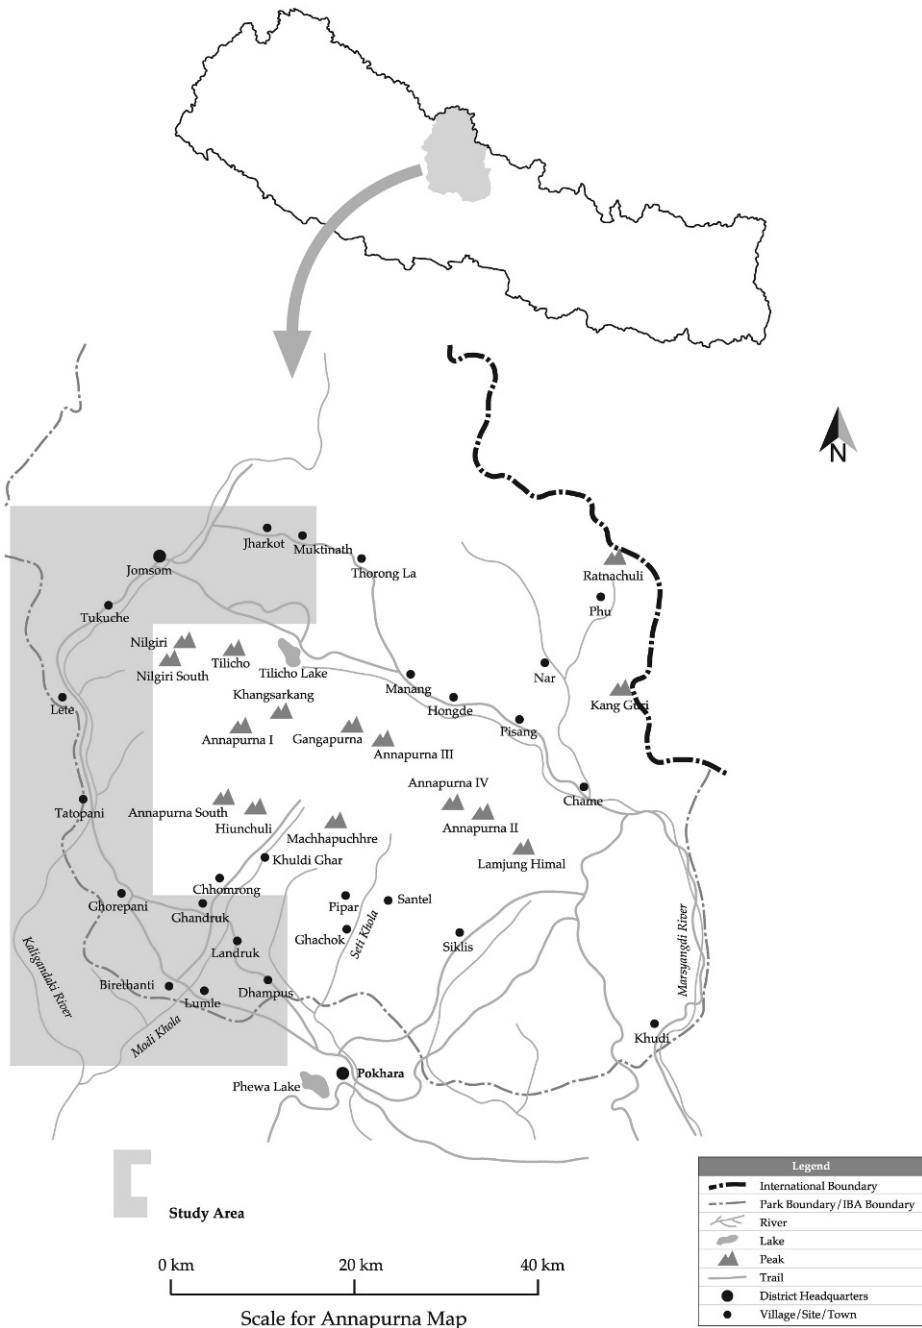 N
Jharkot
Muktinath
Jomsom
Thorong La
Ratnachuli
Phu
Tukuche
Nilgiri
Nilgiri South
Tilicho
Tilicho Lake
Nar
Manang
Khangsarkang
Lete
Hongde
Kang Guri
Pisang
Annapurna I
Gangapurna
Annapurna III
Annapurna IV
Chame
Tatopani
Annapurna South
Hiunchuli
Annapurna II
Machhapuchhre
Khuldi Ghar
Lamjung Himal
Chhomrong
Ghorepani
Ghandruk
Pipar
Santel
Ghachok
Seti Khola
Siklis
Landruk
Kaligandaki River
Marsyangdi River
Birethanti
Lumle
Dhampus
Modi Khola
Khudi
Phewa Lake
Pokhara
Study Area
0 km
20 km
40 km
Scale for Annapurna Map
Legend
International Boundary
Park Boundary/IBA Boundary
River
Lake
Peak
Trail
District Headquarters
Village/Site/Town